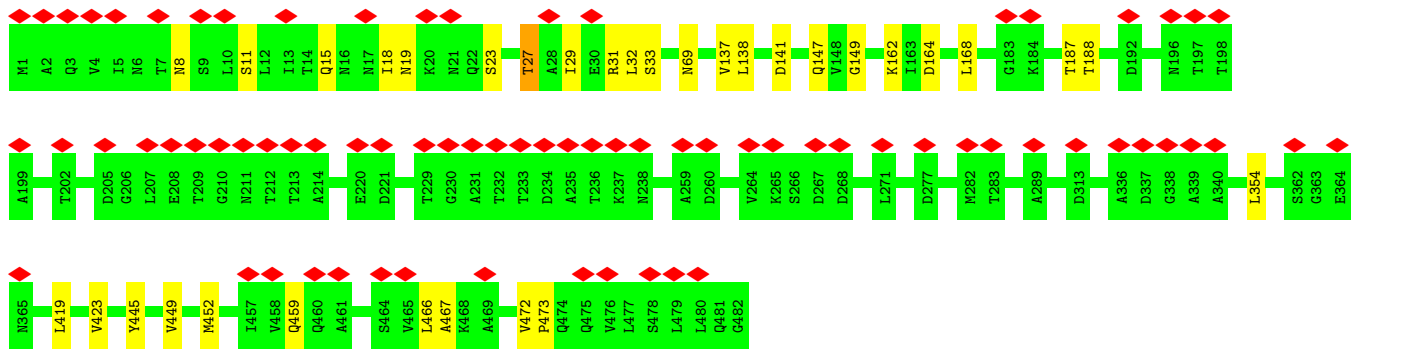 M1 A2 Q3 V4 I5 N6 T7 N8 S9 L10 S11 L12 I13 T14 Q15 N16 N17 I18 N19 K20 N21 Q22 S23 T27 A28 I29 E30 R31 L32 S33 N69 V137 L138 D141 Q147 V148 G149 K162 I163 D164 L168 G183 K184 T187 T188 D192 N196 T197 T198
A199 T202 D205 G206 L207 E208 T209 G210 N211 T212 T213 A214 E220 D221 T229 G230 A231 T232 T233 D234 A235 T236 K237 N238 A259 D260 V264 K265 S266 D267 D268 L271 D277 M282 T283 A289 D313 A336 D337 G338 A339 A340 L354 S362 G363 E364
N365 L419 V423 Y445 V449 M452 I457 V458 Q459 Q460 A461 S464 V465 L466 A467 K468 A469 V472 P473 Q474 Q475 V476 L477 S478 L479 L480 Q481 G482